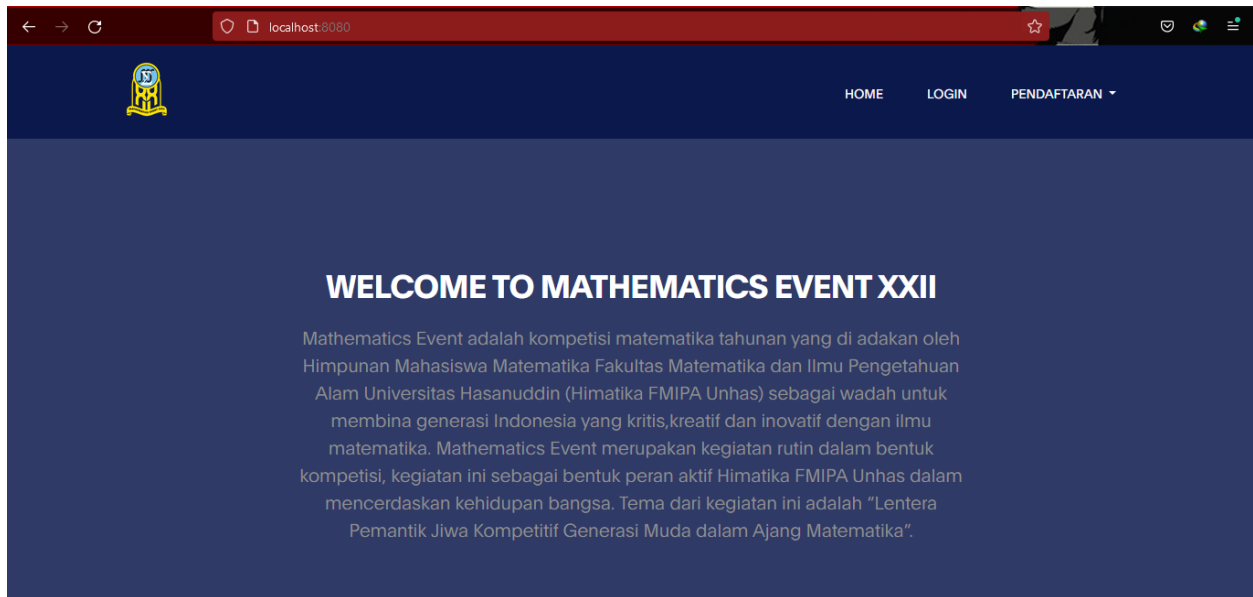 localhost:8080
HOME LOGIN PENDAFTARAN
WELCOME TO MATHEMATICS EVENT XXII
Mathematics Event adalah kompetisi matematika tahunan yang di adakan oleh
Himpunan Mahasiswa Matematika Fakultas Matematika dan Ilmu Pengetahuan
Alam Universitas Hasanuddin (Himatika FMIPA Unhas) sebagai wadah untuk
membina generasi Indonesia yang kritis,kreatif dan inovatif dengan ilmu
matematika. Mathematics Event merupakan kegiatan rutin dalam bentuk
kompetisi, kegiatan ini sebagai bentuk peran aktif Himatika FMIPA Unhas dalam
mencerdaskan kehidupan bangsa. Tema dari kegiatan ini adalah “Lentera
Pemantik Jiwa Kompetitif Generasi Muda dalam Ajang Matematika”.